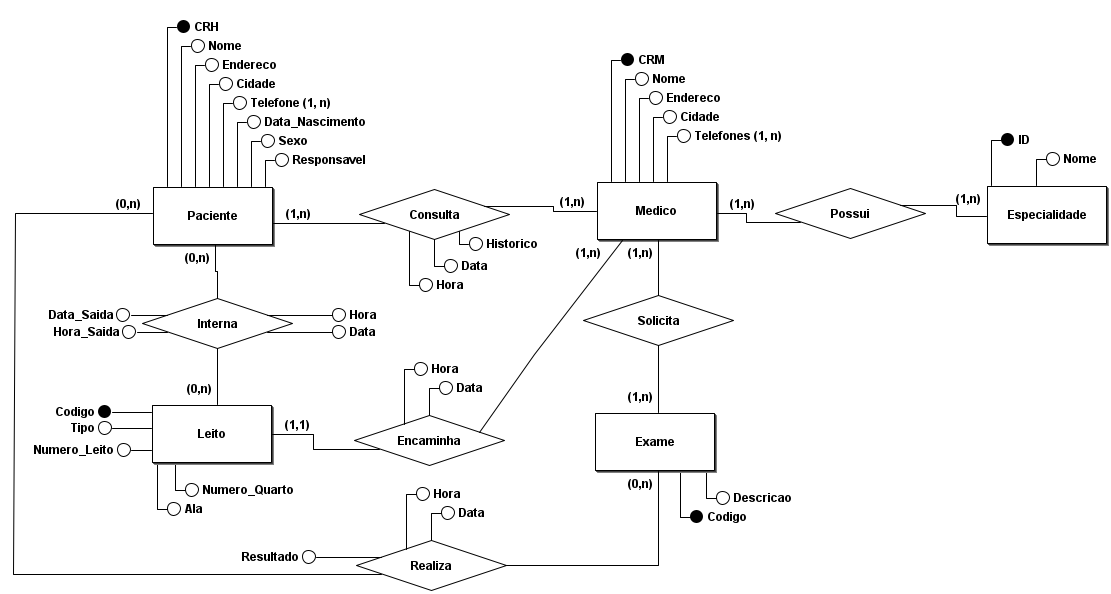 CRH
Nome
Endereco
Cidade
Telefone (1, n)
Data_Nascimento
Sexo
Responsavel
CRM
Nome
Endereco
Cidade
Telefones (1, n)
ID
Nome
(0,n)
Paciente
(1,n)
Consulta
(1,n)
Medico
(1,n)
Possui
(1,n)
Especialidade
Historico
Data
Hora
(0,n)
(1,n)
(1,n)
Data_Saida
Hora_Saida
Interna
Hora
Data
Solicita
(0,n)
(1,n)
Hora
Data
Codigo
Tipo
Numero_Leito
Leito
(1,1)
Encaminha
Exame
Numero_Quarto
Ala
(0,n)
Descricao
Codigo
Hora
Data
Resultado
Realiza